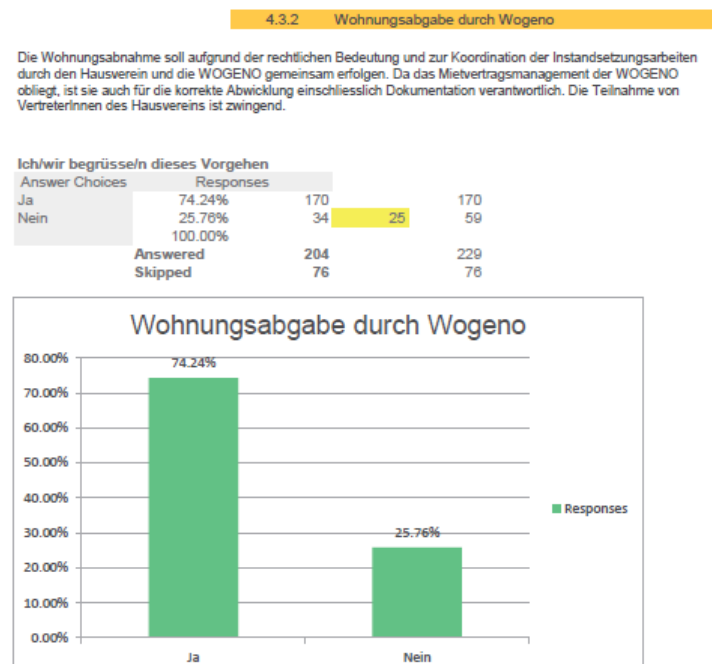 4.3.2 Wohnungsabgabe durch Wogeno
Die Wohnungsabnahme soll aufgrund der rechtlichen Bedeutung und zur Koordination der Instandsetzungsarbeiten
durch den Hausverein und die WOGENO gemeinsam erfolgen. Da das Mietvertragsmanagement der WOGENO
obliegt, ist sie auch für die korrekte Abwicklung einschliesslich Dokumentation verantwortlich. Die Teilnahme von
VertreterInnen des Hausvereins ist zwingend.
Ich/wir begrüsse/n dieses Vorgehen
Answer Choices Responses
Ja 74.24% 170 170
Nein 25.76% 34 25 59
100.00%
Answered 204 229
Skipped 76 76
Wohnungsabgabe durch Wogeno
80.00%
74.24%
70.00%
60.00%
50.00%
40.00%
Responses
30.00%
25.76%
20.00%
10.00%
0.00%
Ja Nein